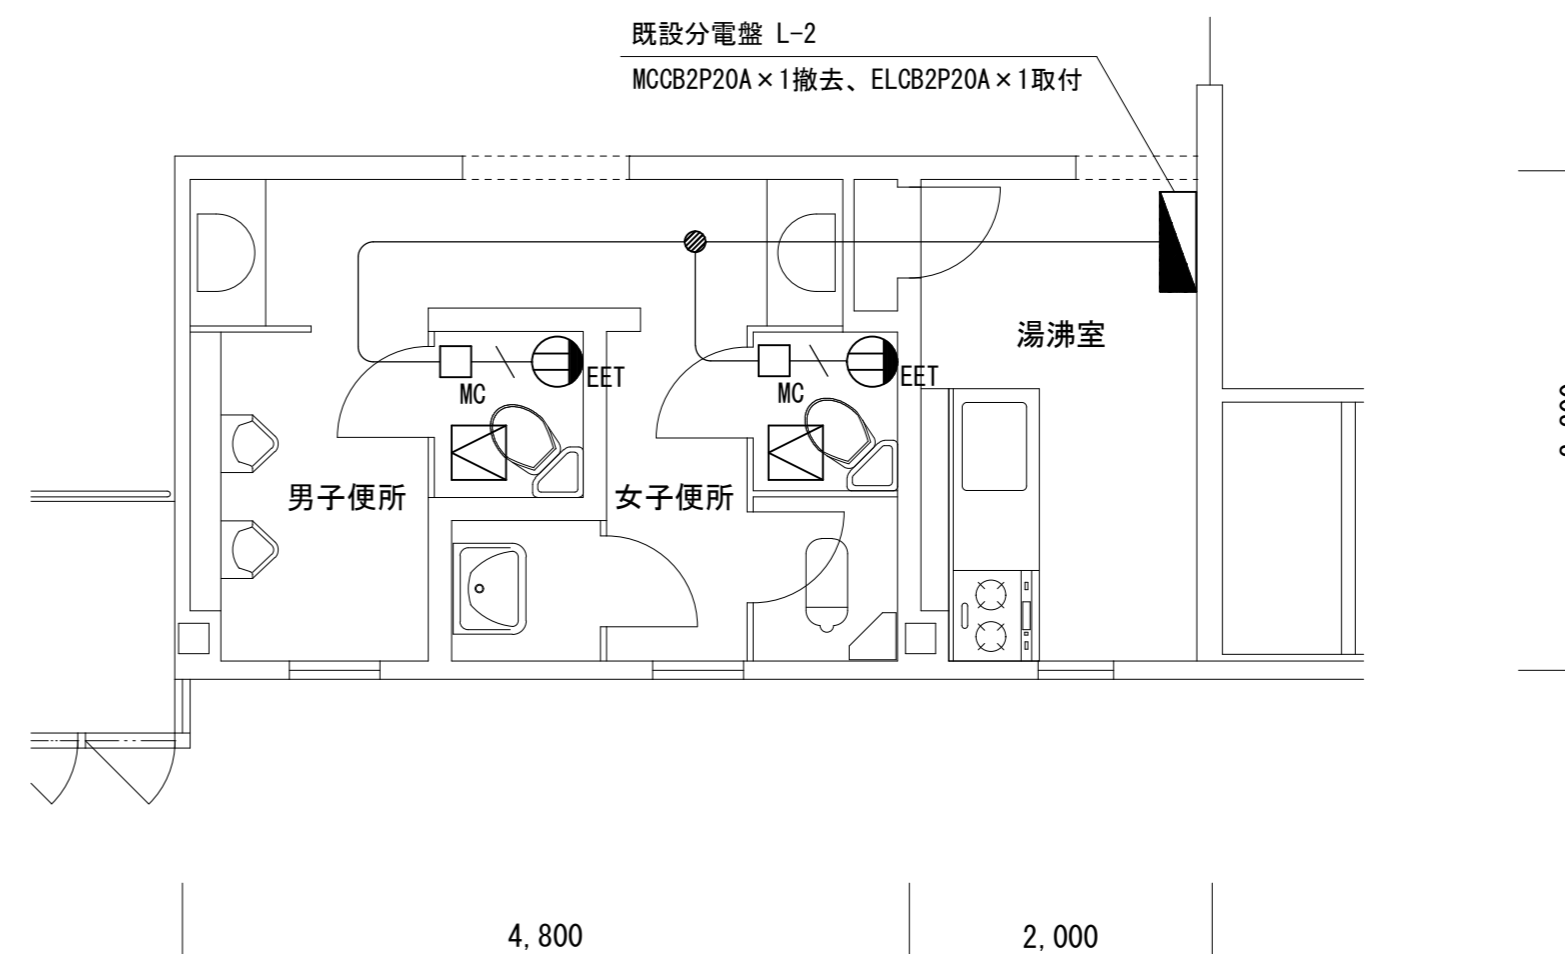 既設分電盤 L-2
MCCB2P20A×1撤去、ELCB2P20A×1取付
湯沸室
EET
EET
MC
MC
男子便所
女子便所
4,800
2,000